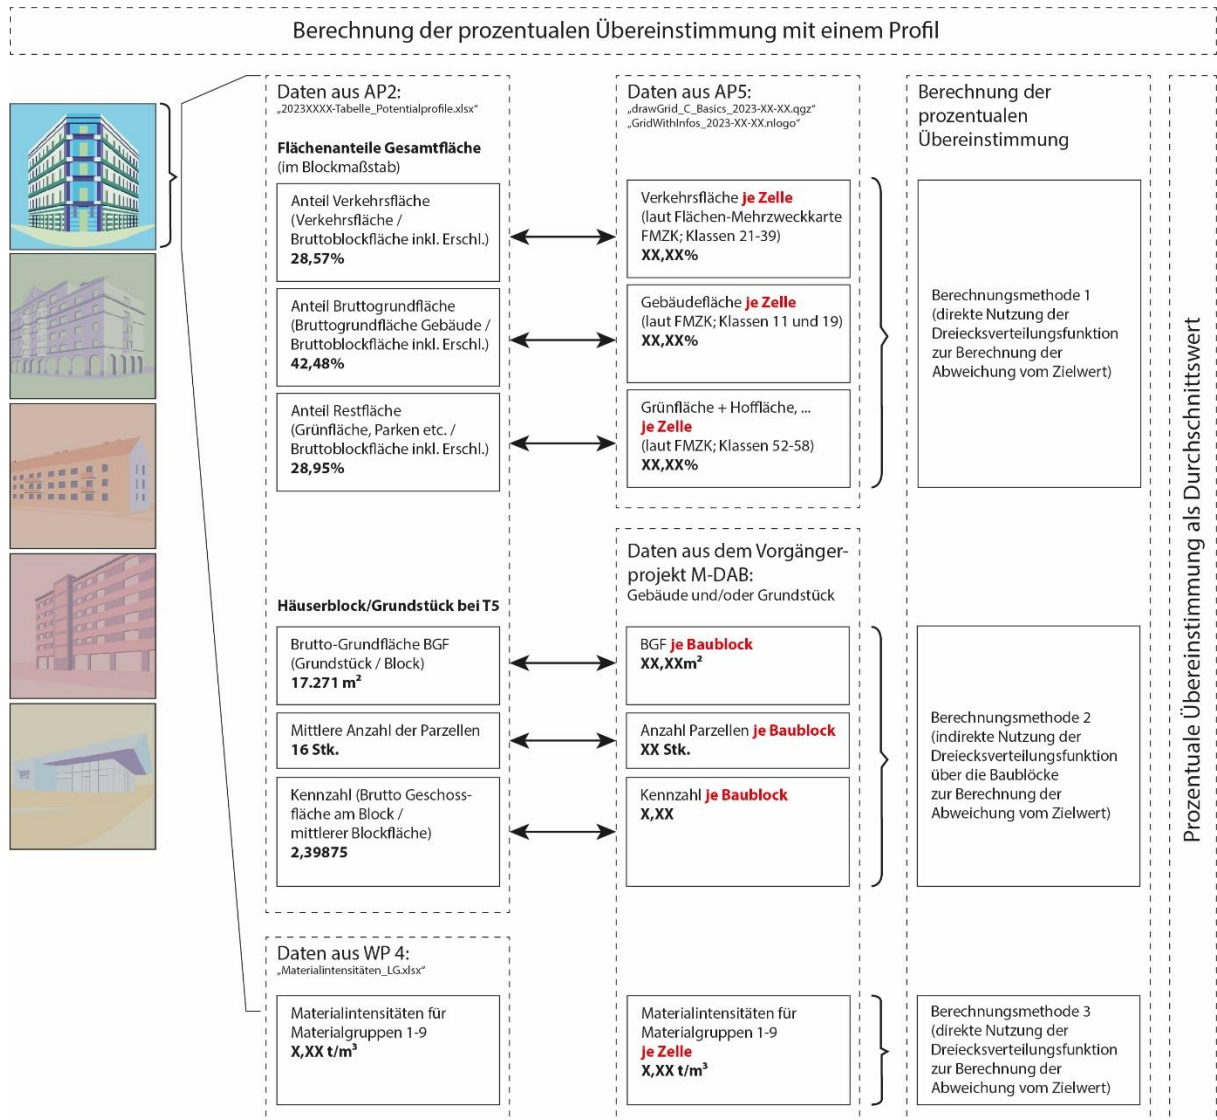 Berechnung der prozentualen Übereinstimmung mit einem Profil
Daten aus AP2:
„2023XXXX-Tabelle_Potentialprofile.xlsx“
Flächenanteile Gesamtfläche
(im Blockmaßstab)
Anteil Verkehrsfläche
(Verkehrsfläche /
Bruttoblockfläche inkl. Erschl.)
28,57%
Anteil Bruttogrundfläche
(Bruttogrundfläche Gebäude /
Bruttoblockfläche inkl. Erschl.)
42,48%
Anteil Restfläche
(Grünfläche, Parken etc. /
Bruttoblockfläche inkl. Erschl.)
28,95%
Häuserblock/Grundstück bei T5
Brutto-Grundfläche BGF
(Grundstück / Block)
17.271 m²
Mittlere Anzahl der Parzellen
16 Stk.
Kennzahl (Brutto Geschoss-
fläche am Block /
mittlerer Blockfläche)
2,39875
Daten aus WP 4:
„Materialintensitäten_LG.xlsx“
Materialintensitäten für
Materialgruppen 1-9
X,XX t/m³
Daten aus AP5:
„drawGrid_C_Basics_2023-XX-XX.qgz“
„GridWithInfos_2023-XX-XX.nlogo“
Verkehrsfläche je Zelle
(laut Flächen-Mehrzweckkarte
FMZK; Klassen 21-39)
XX,XX%
Gebäudefläche je Zelle
(laut FMZK; Klassen 11 und 19)
XX,XX%
Grünfläche + Hoffläche, ...
je Zelle
(laut FMZK; Klassen 52-58)
XX,XX%
Daten aus dem Vorgänger-
projekt M-DAB:
Gebäude und/oder Grundstück
BGF je Baublock
XX,XXm²
Anzahl Parzellen je Baublock
XX Stk.
Kennzahl je Baublock
X,XX
Materialintensitäten für
Materialgruppen 1-9
je Zelle
X,XX t/m³
Berechnung der
prozentualen
Übereinstimmung
Berechnungsmethode 1
(direkte Nutzung der
Dreiecksverteilungsfunktion
zur Berechnung der
Abweichung vom Zielwert)
Berechnungsmethode 2
(indirekte Nutzung der
Dreiecksverteilungsfunktion
über die Baublöcke
zur Berechnung der
Abweichung vom Zielwert)
Berechnungsmethode 3
(direkte Nutzung der
Dreiecksverteilungsfunktion
zur Berechnung der
Abweichung vom Zielwert)
Prozentuale Übereinstimmung als Durchschnittswert